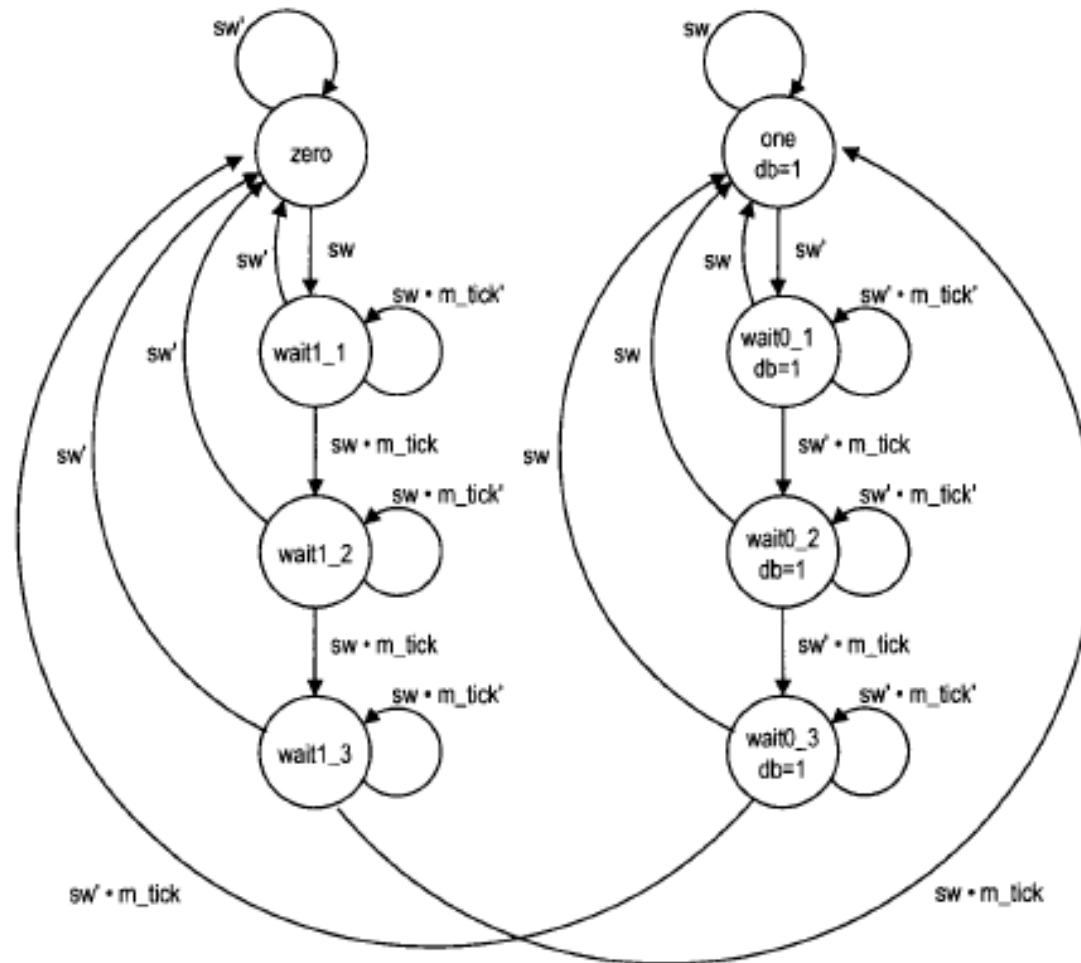 sw'
sw
zero
one
db=1
sw'
sw
sw
sw'
sw • m_tick'
sw' • m_tick'
wait1_1
wait0_1
db=1
sw'
sw
sw • m_tick
sw' • m_tick
sw'
sw
sw • m_tick'
sw' • m_tick'
wait1_2
wait0_2
db=1
sw • m_tick
sw' • m_tick
sw • m_tick'
sw' • m_tick'
wait1_3
wait0_3
db=1
sw' • m_tick
sw • m_tick